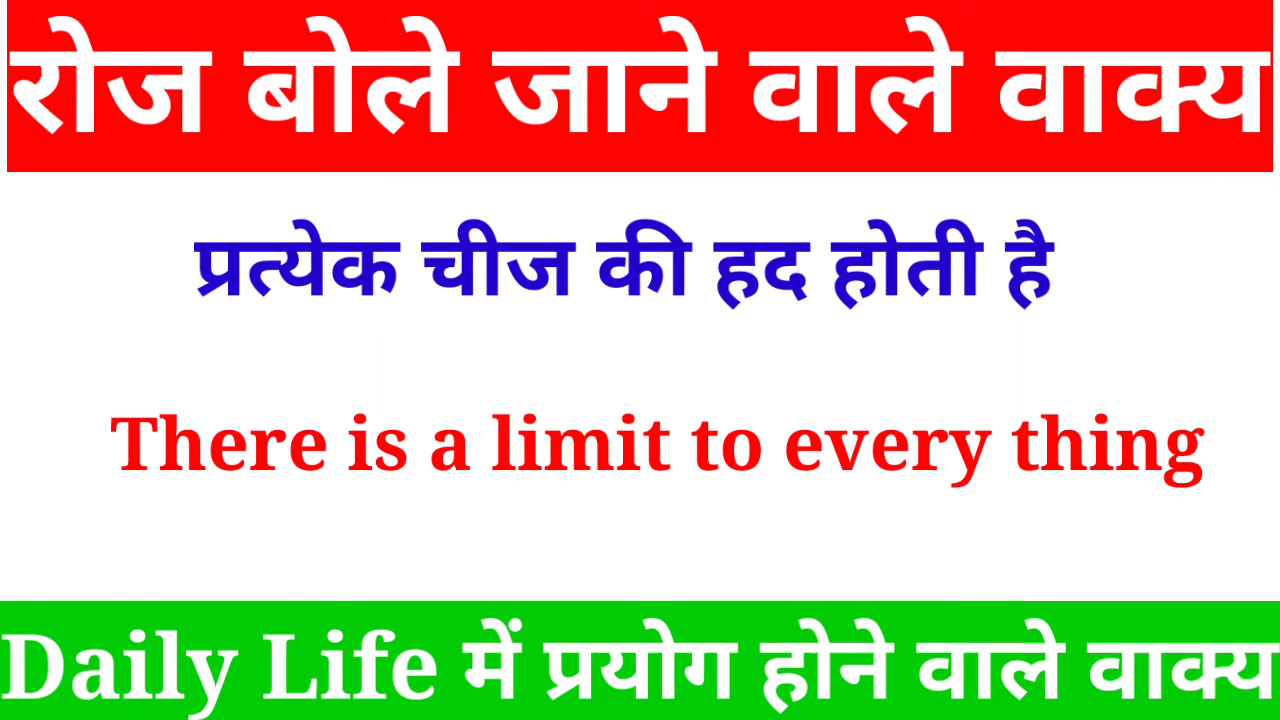 रोज बोले जाने वाले वाक्य
प्रत्येक चीज की हद होती है
There is a limit to every thing
Daily Life में प्रयोग होने वाले वाक्य